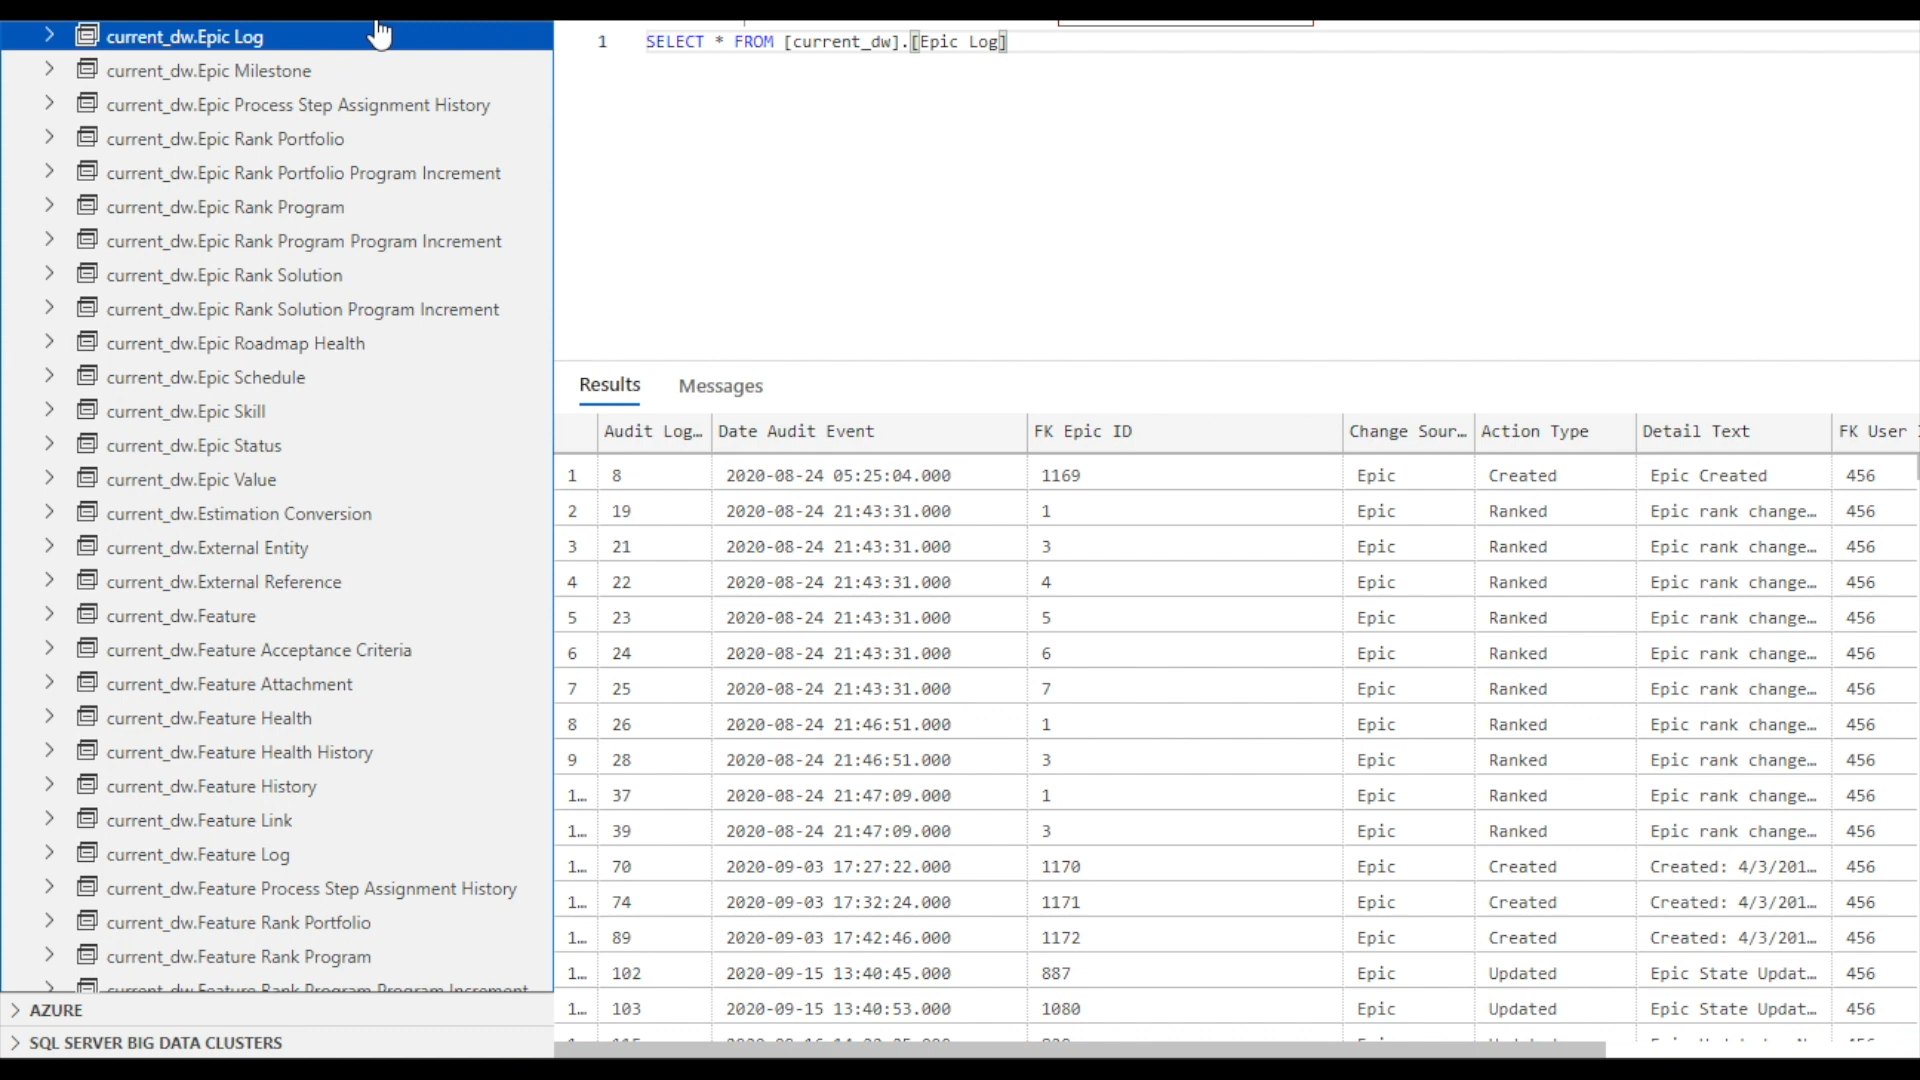 current_dw.Epic Log
current_dw.Epic Milestone
current_dw.Epic Process Step Assignment History
current_dw.Epic Rank Portfolio
current_dw.Epic Rank Portfolio Program Increment
current_dw.Epic Rank Program
current_dw.Epic Rank Program Program Increment
current_dw.Epic Rank Solution
current_dw.Epic Rank Solution Program Increment
current_dw.Epic Roadmap Health
current_dw.Epic Schedule
current_dw.Epic Skill
current_dw.Epic Status
current_dw.Epic Value
current_dw.Estimation Conversion
current_dw.External Entity
current_dw.External Reference
current_dw.Feature
current_dw.Feature Acceptance Criteria
current_dw.Feature Attachment
current_dw.Feature Health
current_dw.Feature Health History
current_dw.Feature History
current_dw.Feature Link
current_dw.Feature Log
current_dw.Feature Process Step Assignment History
current_dw.Feature Rank Portfolio
current_dw.Feature Rank Program
current_dw.Feature Rank Program Program Increment
AZURE
SQL SERVER BIG DATA CLUSTERS
1 SELECT * FROM [current_dw].[Epic Log]
Results Messages
Audit Log… Date Audit Event FK Epic ID Change Sour… Action Type Detail Text FK User
1 8 2020-08-24 05:25:04.000 1169 Epic Created Epic Created 456
2 19 2020-08-24 21:43:31.000 1 Epic Ranked Epic rank change… 456
3 21 2020-08-24 21:43:31.000 3 Epic Ranked Epic rank change… 456
4 22 2020-08-24 21:43:31.000 4 Epic Ranked Epic rank change… 456
5 23 2020-08-24 21:43:31.000 5 Epic Ranked Epic rank change… 456
6 24 2020-08-24 21:43:31.000 6 Epic Ranked Epic rank change… 456
7 25 2020-08-24 21:43:31.000 7 Epic Ranked Epic rank change… 456
8 26 2020-08-24 21:46:51.000 1 Epic Ranked Epic rank change… 456
9 28 2020-08-24 21:46:51.000 3 Epic Ranked Epic rank change… 456
1… 37 2020-08-24 21:47:09.000 1 Epic Ranked Epic rank change… 456
1… 39 2020-08-24 21:47:09.000 3 Epic Ranked Epic rank change… 456
1… 70 2020-09-03 17:27:22.000 1170 Epic Created Created: 4/3/201… 456
1… 74 2020-09-03 17:32:24.000 1171 Epic Created Created: 4/3/201… 456
1… 89 2020-09-03 17:42:46.000 1172 Epic Created Created: 4/3/201… 456
1… 102 2020-09-15 13:40:45.000 887 Epic Updated Epic State Updat… 456
1… 103 2020-09-15 13:40:53.000 1080 Epic Updated Epic State Updat… 456